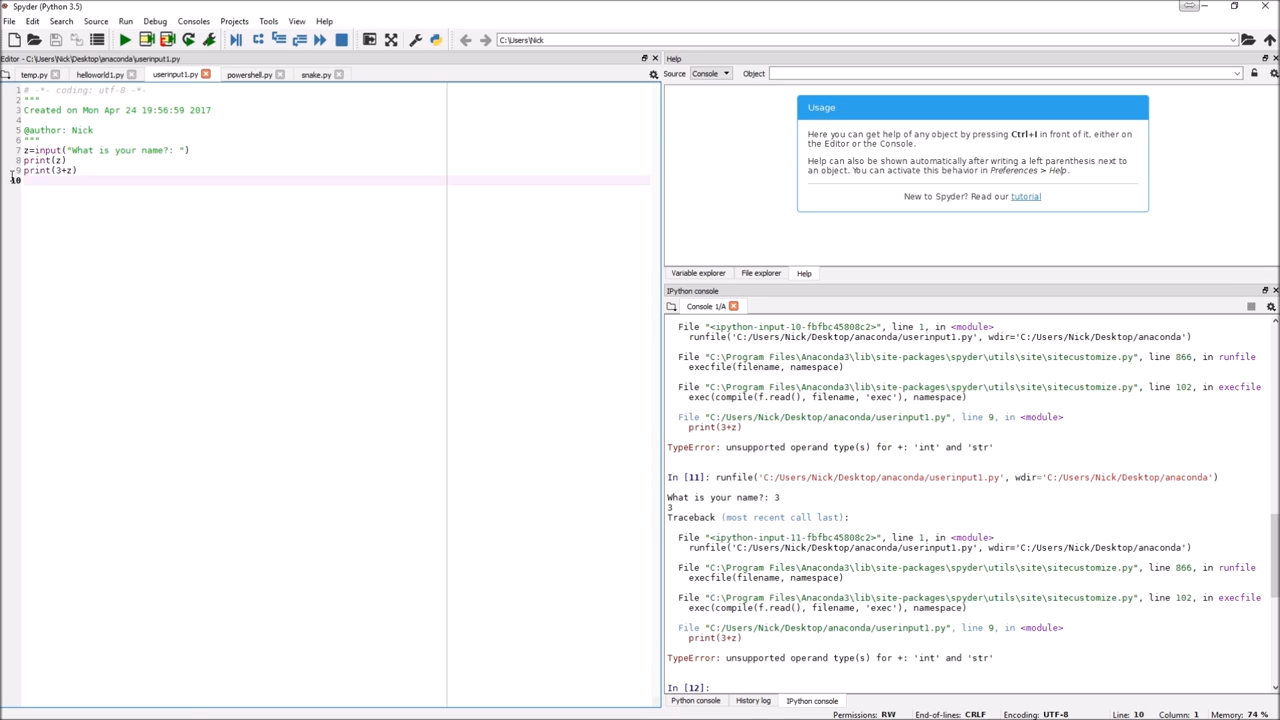 Spyder (Python 3.5)
File Edit Search Source Run Debug Consoles Projects Tools View Help
C:\Users\Nick
Editor - C:\Users\Nick\Desktop\anaconda\userinput1.py
temp.py helloworld1.py userinput1.py powershell.py snake.py
1 # -*- coding: utf-8 -*-
2 """
3 Created on Mon Apr 24 19:56:59 2017
4
5 @author: Nick
6 """
7 z=input("What is your name?: ")
8 print(z)
9 print(3+z)
10
Help
Source Console Object
Usage
Here you can get help of any object by pressing Ctrl+I in front of it, either on
the Editor or the Console.
Help can also be shown automatically after writing a left parenthesis next to
an object. You can activate this behavior in Preferences > Help.
New to Spyder? Read our tutorial
Variable explorer File explorer Help
IPython console
Console 1/A
File "<ipython-input-10-fbfbc45808c2>", line 1, in <module>
runfile('C:/Users/Nick/Desktop/anaconda/userinput1.py', wdir='C:/Users/Nick/Desktop/anaconda')
File "C:\Program Files\Anaconda3\lib\site-packages\spyder\utils\site\sitecustomize.py", line 866, in runfile
execfile(filename, namespace)
File "C:\Program Files\Anaconda3\lib\site-packages\spyder\utils\site\sitecustomize.py", line 102, in execfile
exec(compile(f.read(), filename, 'exec'), namespace)
File "C:/Users/Nick/Desktop/anaconda/userinput1.py", line 9, in <module>
print(3+z)
TypeError: unsupported operand type(s) for +: 'int' and 'str'
In [11]: runfile('C:/Users/Nick/Desktop/anaconda/userinput1.py', wdir='C:/Users/Nick/Desktop/anaconda')
What is your name?: 3
3
Traceback (most recent call last):
File "<ipython-input-11-fbfbc45808c2>", line 1, in <module>
runfile('C:/Users/Nick/Desktop/anaconda/userinput1.py', wdir='C:/Users/Nick/Desktop/anaconda')
File "C:\Program Files\Anaconda3\lib\site-packages\spyder\utils\site\sitecustomize.py", line 866, in runfile
execfile(filename, namespace)
File "C:\Program Files\Anaconda3\lib\site-packages\spyder\utils\site\sitecustomize.py", line 102, in execfile
exec(compile(f.read(), filename, 'exec'), namespace)
File "C:/Users/Nick/Desktop/anaconda/userinput1.py", line 9, in <module>
print(3+z)
TypeError: unsupported operand type(s) for +: 'int' and 'str'
In [12]:
Python console History log IPython console
Permissions: RW End-of-lines: CRLF Encoding: UTF-8 Line: 10 Column: 1 Memory: 74 %